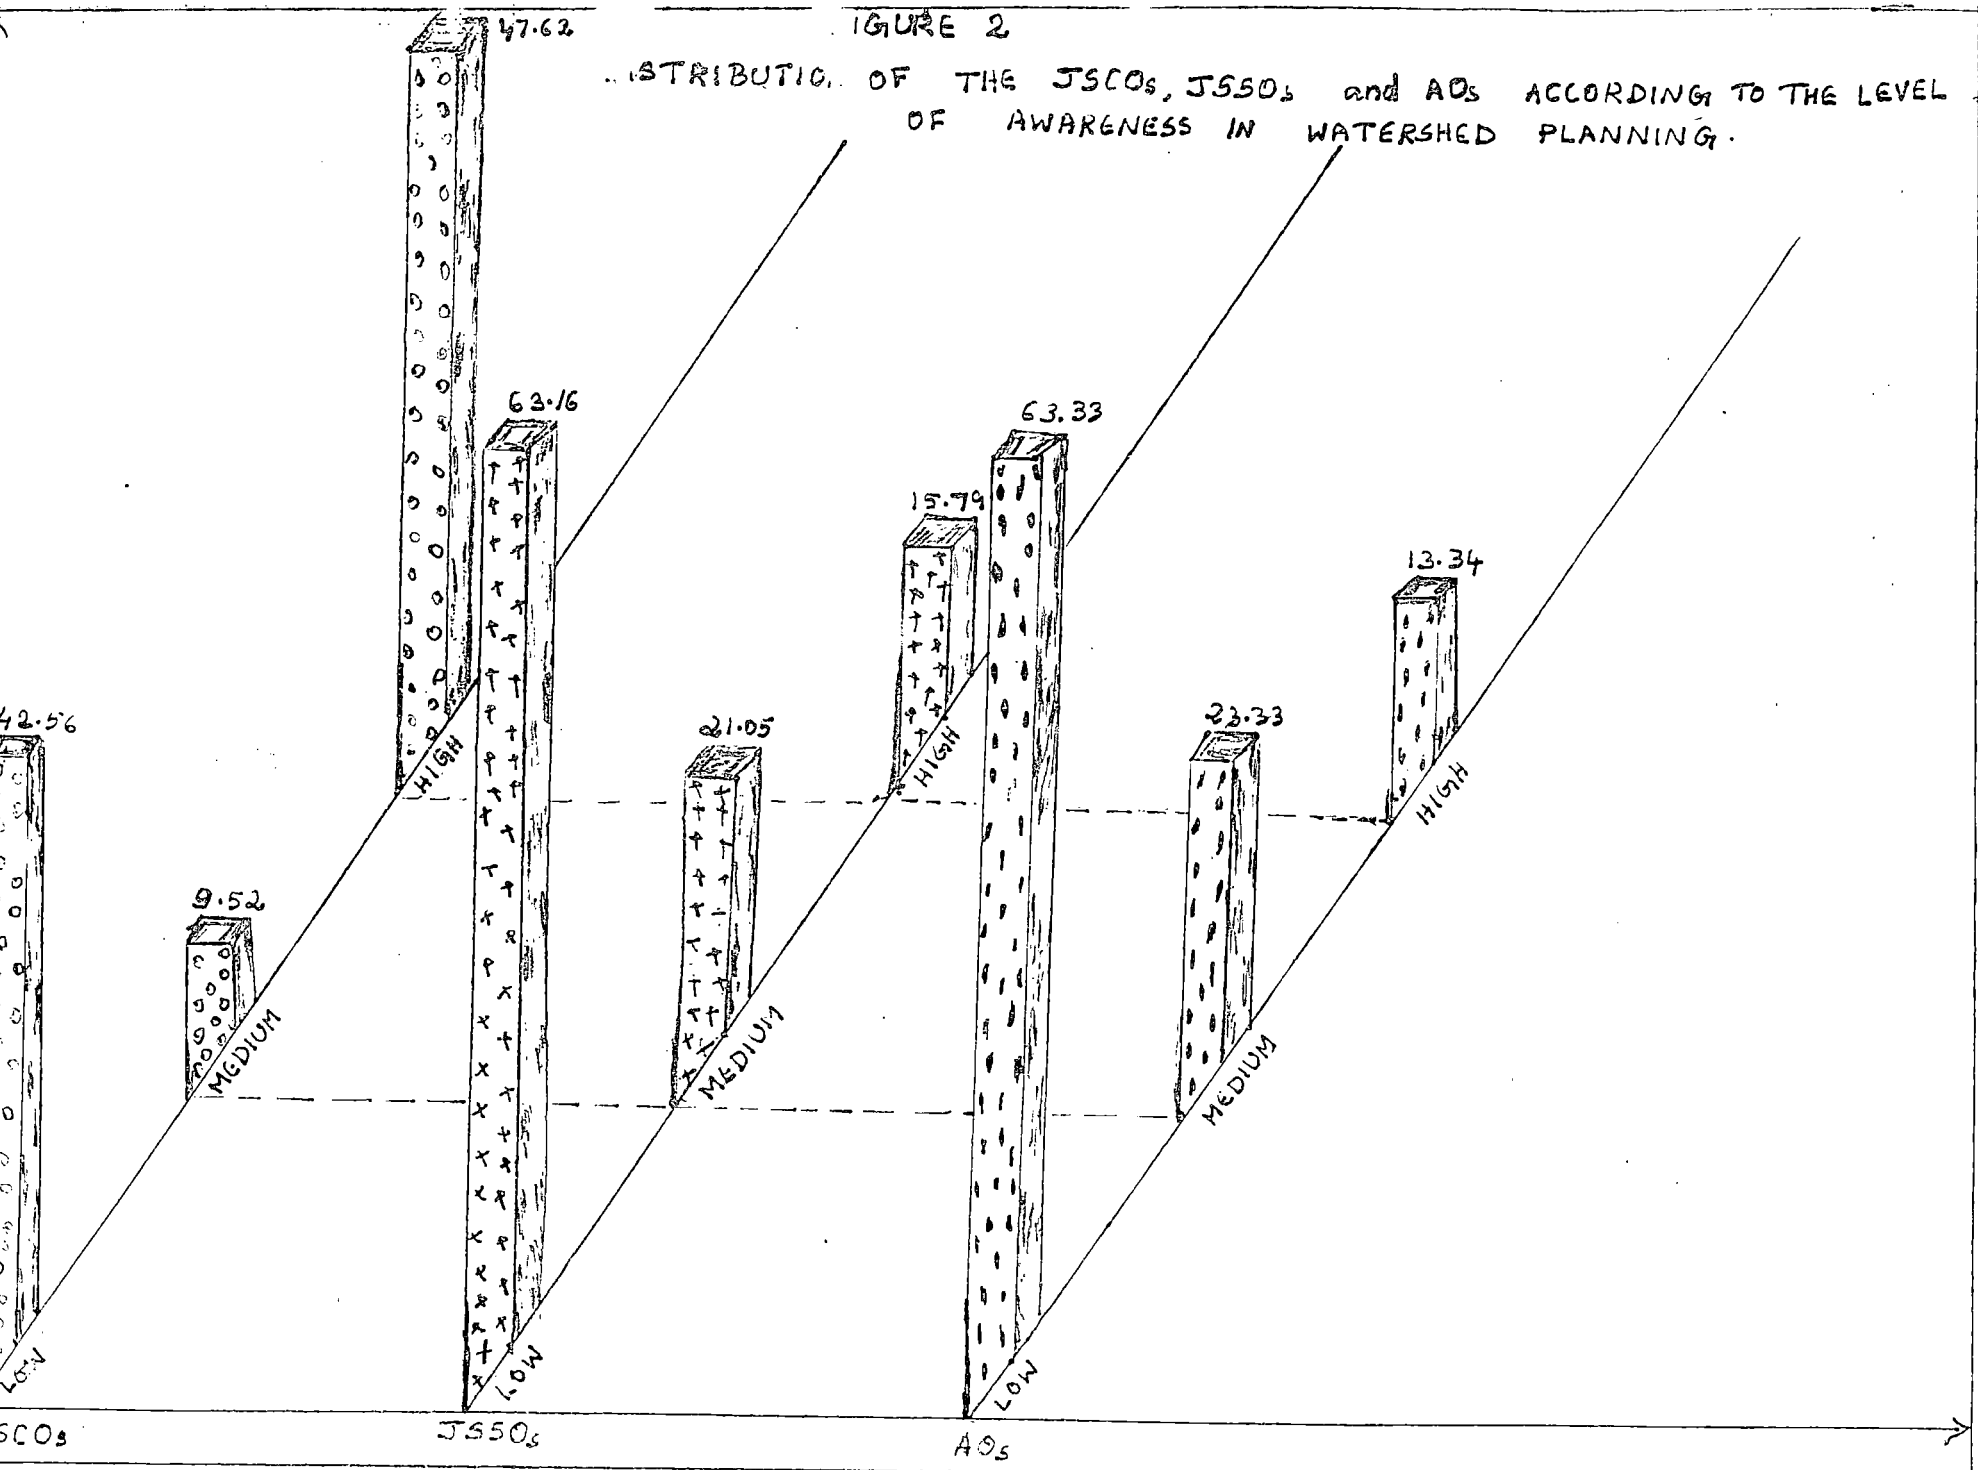 IGURE 2
ISTRIBUTIO OF THE JSCOs, JSSOs and AOs ACCORDING TO THE LEVEL
OF AWARENESS IN WATERSHED PLANNING.
47.62
63.16
63.33
15.79
13.34
42.56
21.05
23.33
9.52
HIGH
HIGH
HIGH
MEDIUM
MEDIUM
MEDIUM
LOW
LOW
LOW
SCOs
JSSOs
AOs